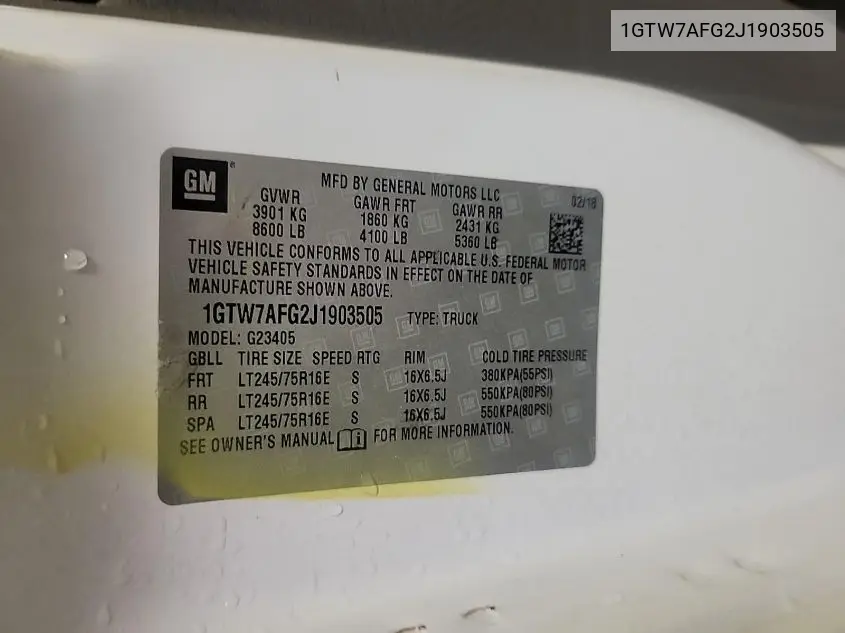 1GTW7AFG2J1903505
GM
MFD BY GENERAL MOTORS LLC
02/18
GVWR GAWR FRT GAWR RR
3901 KG 1860 KG 2431 KG
8600 LB 4100 LB 5360 LB
THIS VEHICLE CONFORMS TO ALL APPLICABLE U.S. FEDERAL MOTOR
VEHICLE SAFETY STANDARDS IN EFFECT ON THE DATE OF
MANUFACTURE SHOWN ABOVE.
1GTW7AFG2J1903505 TYPE: TRUCK
MODEL: G23405
GBLL TIRE SIZE SPEED RTG RIM COLD TIRE PRESSURE
FRT LT245/75R16E S 16X6.5J 380KPA(55PSI)
RR LT245/75R16E S 16X6.5J 550KPA(80PSI)
SPA LT245/75R16E S 16X6.5J 550KPA(80PSI)
SEE OWNER'S MANUAL FOR MORE INFORMATION.